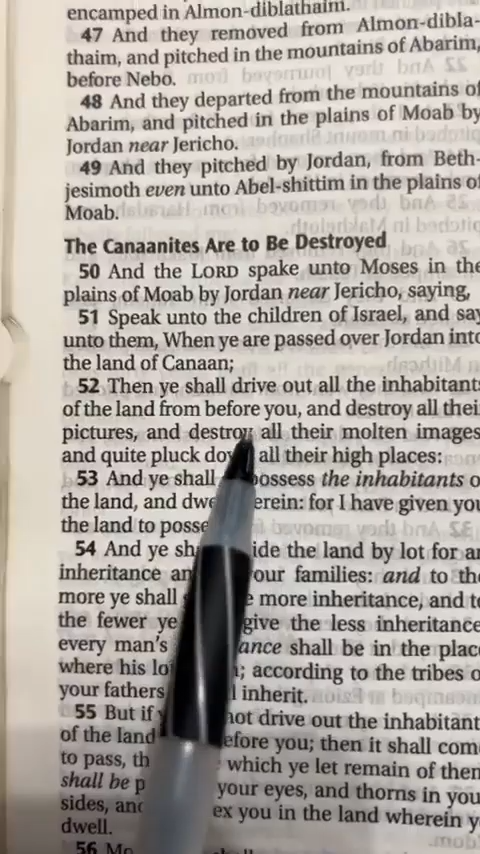 encamped in Almon-diblathaim.
47 And they removed from Almon-dibla-
thaim, and pitched in the mountains of Abarim,
before Nebo.
48 And they departed from the mountains of
Abarim, and pitched in the plains of Moab by
Jordan near Jericho.
49 And they pitched by Jordan, from Beth-
jesimoth even unto Abel-shittim in the plains of
Moab.
The Canaanites Are to Be Destroyed
50 And the LORD spake unto Moses in the
plains of Moab by Jordan near Jericho, saying,
51 Speak unto the children of Israel, and say
unto them, When ye are passed over Jordan into
the land of Canaan;
52 Then ye shall drive out all the inhabitants
of the land from before you, and destroy all their
pictures, and destroy all their molten images
and quite pluck all their high places:
53 And ye shall possess the inhabitants
the land, and for I have given you
the land to
54 And ye the land by lot for an
inheritance your families: and to the
more ye shall more inheritance, and to
the fewer ye give the less inheritance
every man's shall be in the place
where his according to the tribes
your fathers inherit.
55 But if not drive out the inhabitants
of the land you; then it shall come
to pass, which ye let remain of them
shall be your eyes, and thorns in your
sides, you in the land wherein
dwell.
56